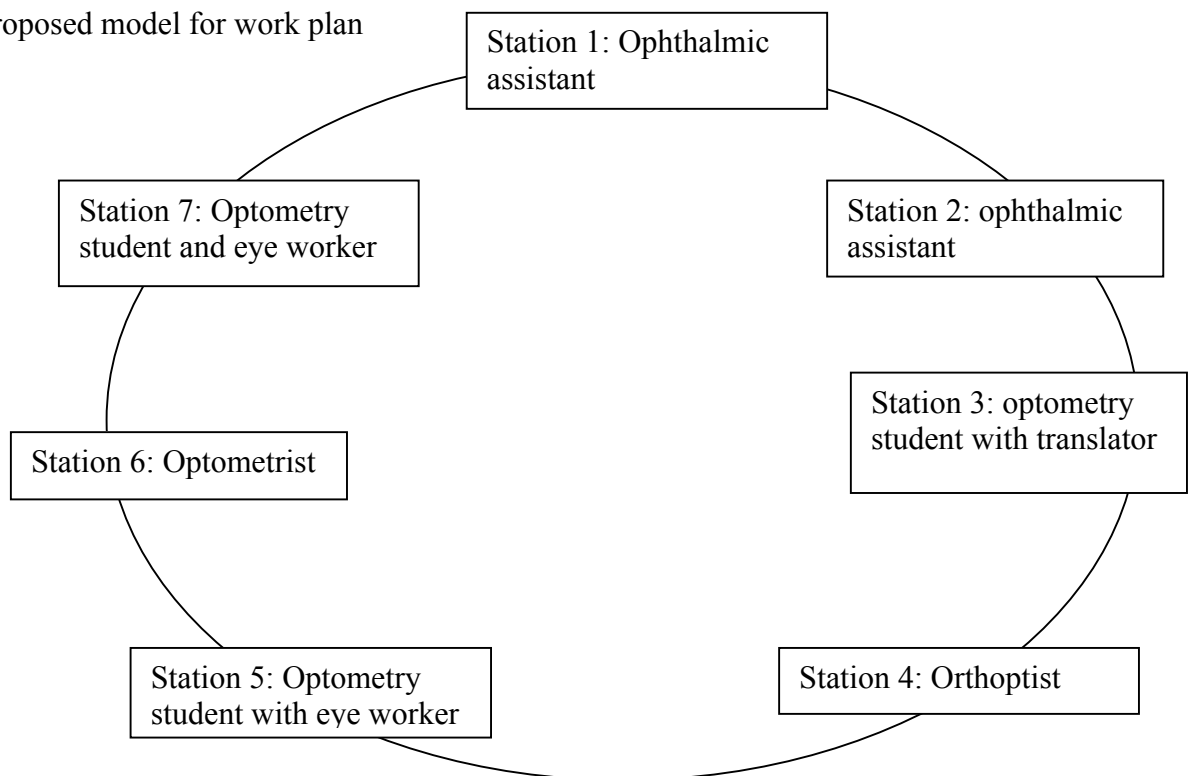 roposed model for work plan
Station 1: Ophthalmic
assistant
Station 2: ophthalmic
assistant
Station 3: optometry
student with translator
Station 4: Orthoptist
Station 5: Optometry
student with eye worker
Station 6: Optometrist
Station 7: Optometry
student and eye worker